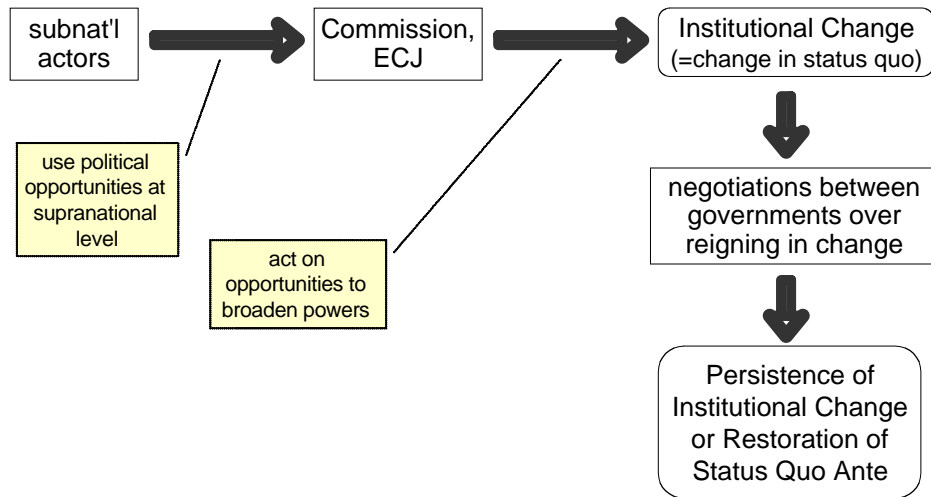 subnat'l
actors
Commission,
ECJ
Institutional Change
(=change in status quo)
use political
opportunities at
supranational
level
act on
opportunities to
broaden powers
negotiations between
governments over
reigning in change
Persistence of
Institutional Change
or Restoration of
Status Quo Ante